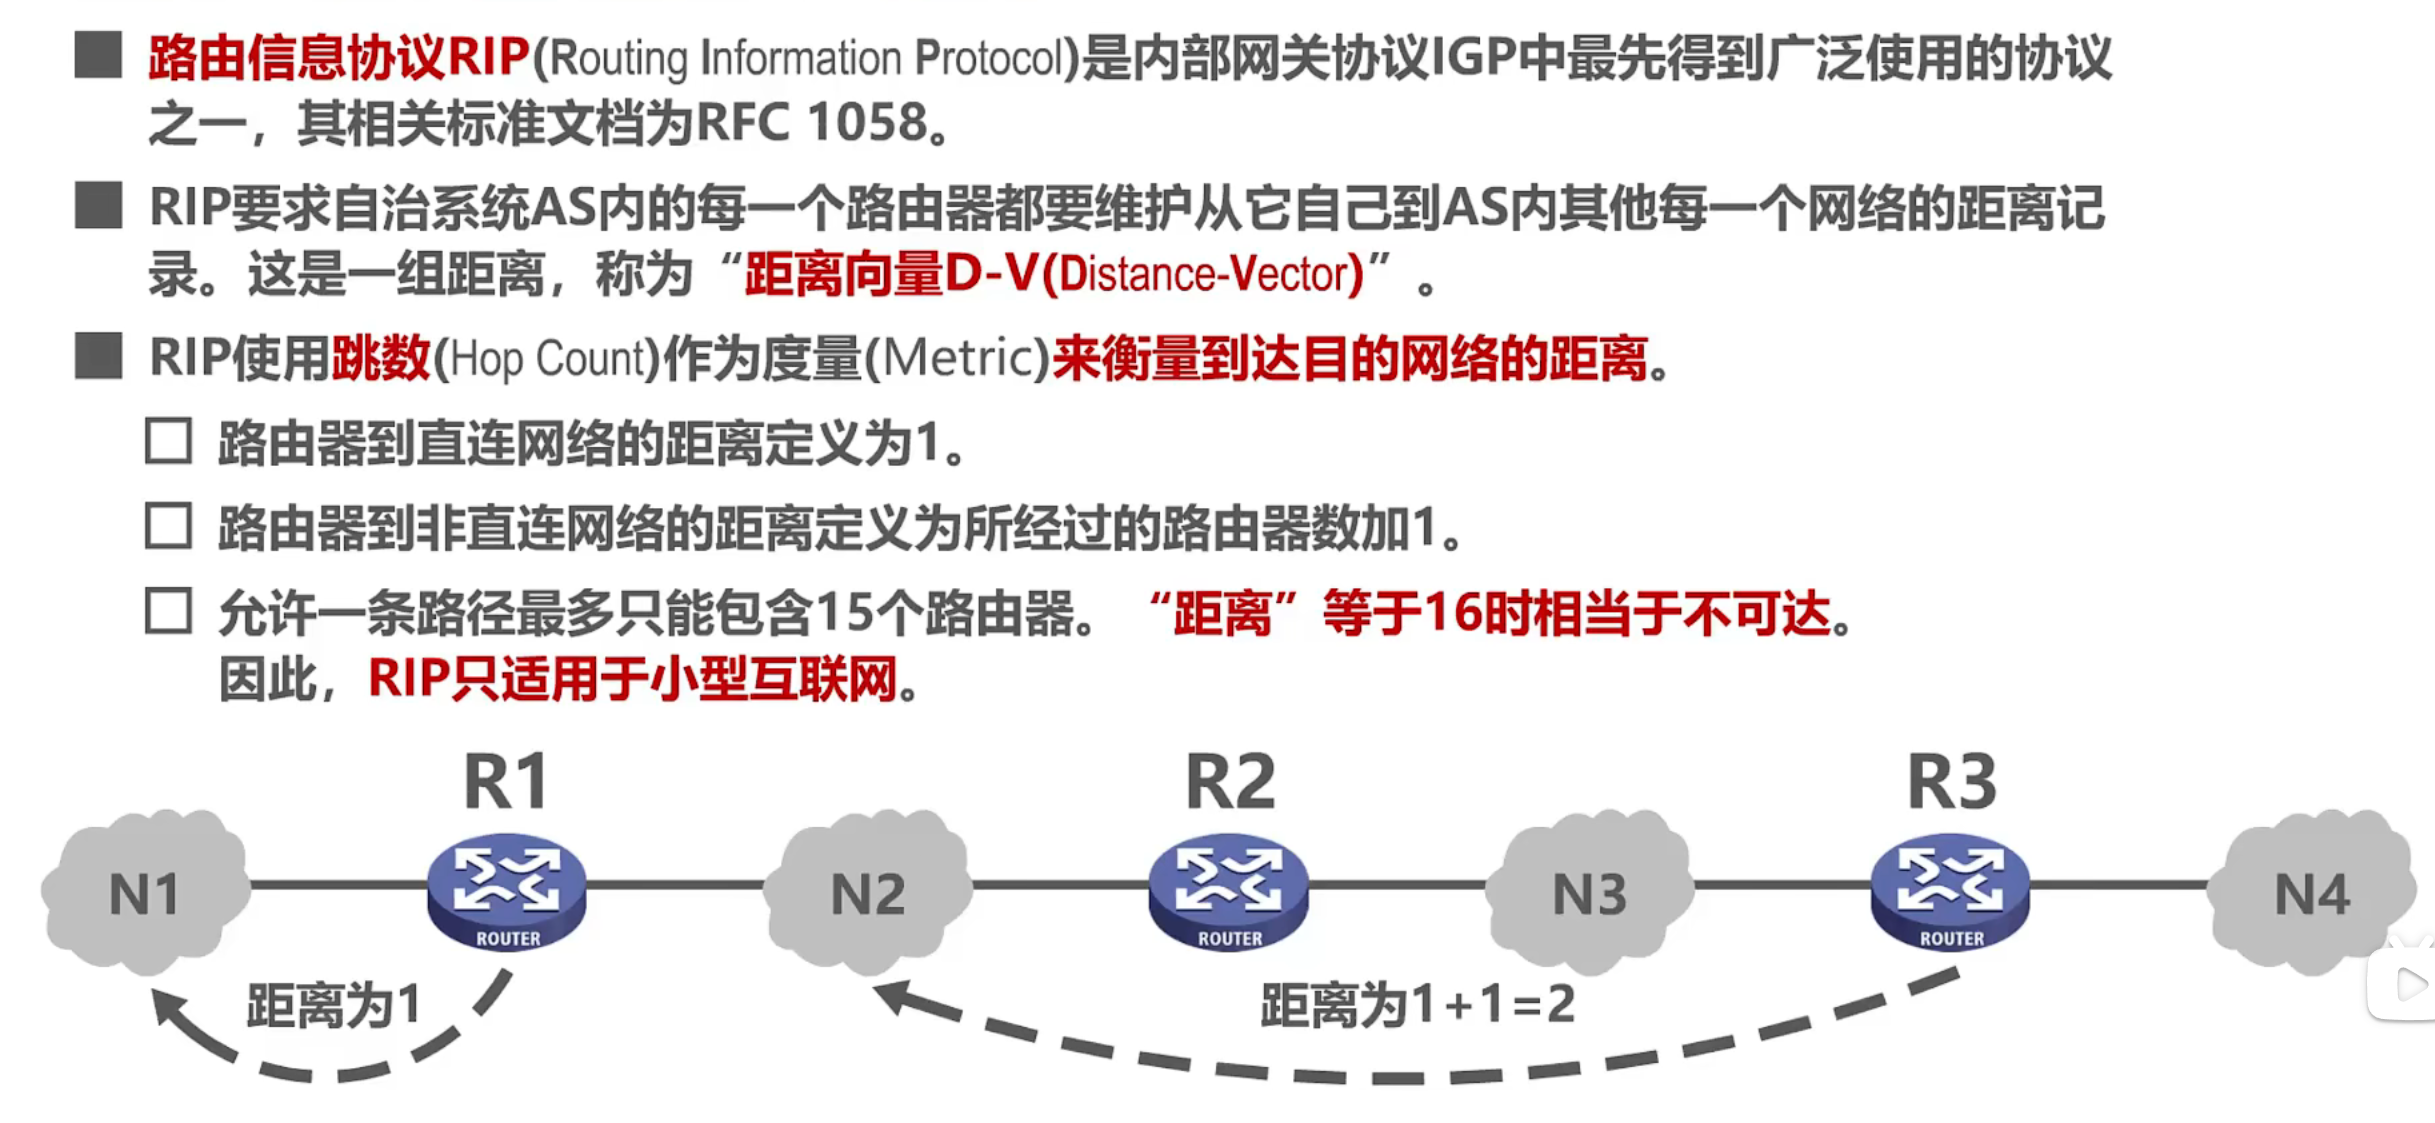 路由信息协议RIP(Routing Information Protocol)是内部网关协议IGP中最先得到广泛使用的协议
之一，其相关标准文档为RFC 1058。
RIP要求自治系统AS内的每一个路由器都要维护从它自己到AS内其他每一个网络的距离记
录。这是一组距离，称为“距离向量D-V(Distance-Vector)”。
RIP使用跳数(Hop Count)作为度量(Metric)来衡量到达目的网络的距离。
路由器到直连网络的距离定义为1。
路由器到非直连网络的距离定义为所经过的路由器数加1。
允许一条路径最多只能包含15个路由器。“距离”等于16时相当于不可达。
因此，RIP只适用于小型互联网。
R1 R2 R3
N1 N2 N3 N4
ROUTER ROUTER ROUTER
距离为1 距离为1+1=2